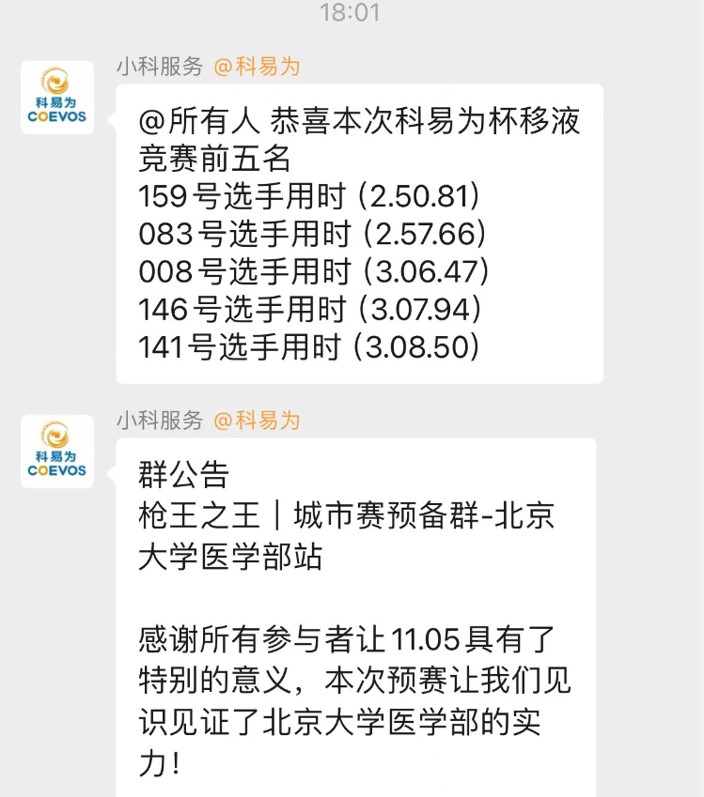 18:01
小科服务 @科易为
科易为
COEVOS
@所有人 恭喜本次科易为杯移液
竞赛前五名
159号选手用时（2.50.81）
083号选手用时（2.57.66）
008号选手用时（3.06.47）
146号选手用时（3.07.94）
141号选手用时（3.08.50）
小科服务 @科易为
科易为
COEVOS
群公告
枪王之王｜城市赛预备群-北京
大学医学部站
感谢所有参与者让11.05具有了
特别的意义，本次预赛让我们见
识见证了北京大学医学部的实
力！